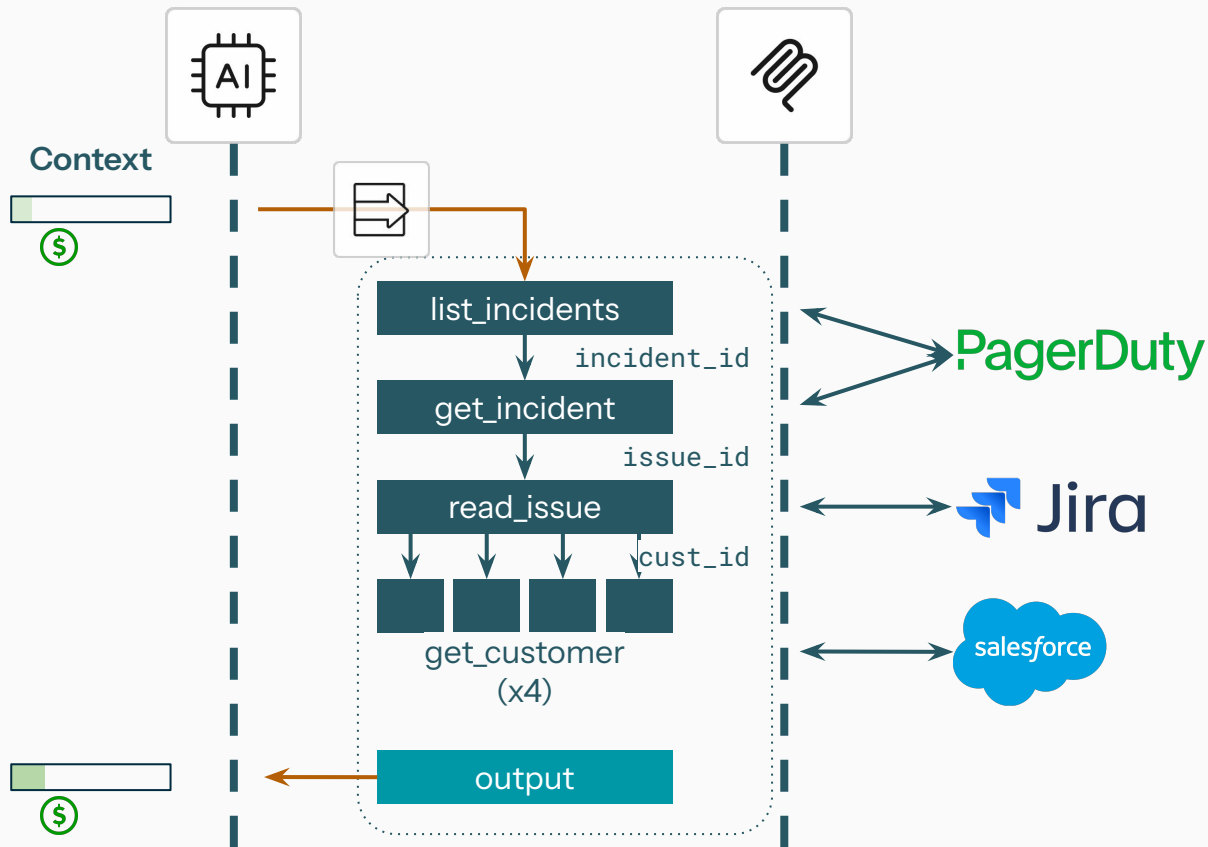 AI
Context
$
list_incidents
incident_id
PagerDuty
get_incident
issue_id
read_issue
Jira
cust_id
get_customer
(x4)
salesforce
output
$